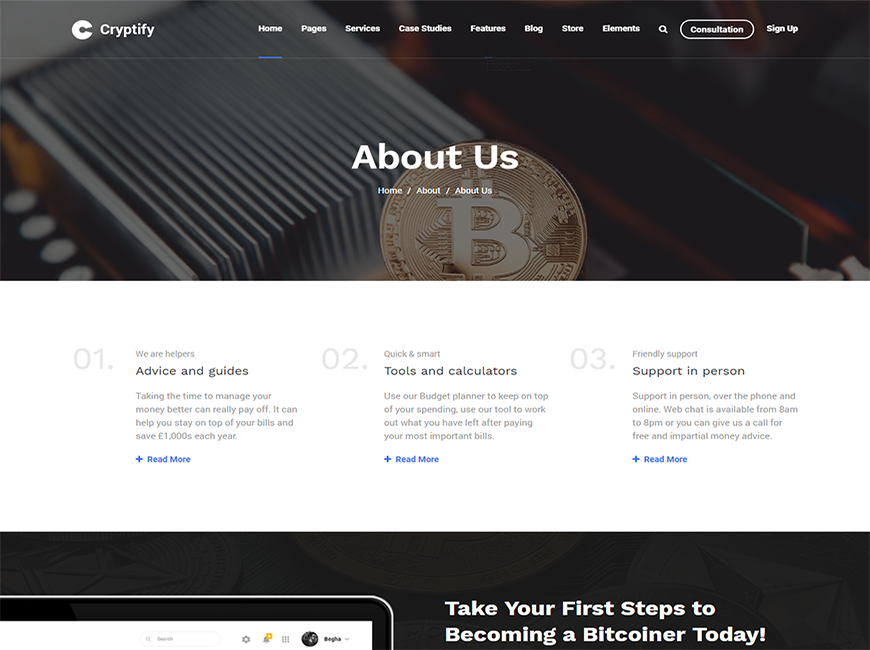 Cryptify
Home Pages Services Case Studies Features Blog Store Elements Consultation Sign Up
About Us
Home / About / About Us
01.
We are helpers
Advice and guides
Taking the time to manage your
money better can really pay off. It can
help you stay on top of your bills and
save £1,000s each year.
+ Read More
02.
Quick & smart
Tools and calculators
Use our Budget planner to keep on top
of your spending, use our tool to work
out what you have left after paying
your most important bills.
+ Read More
03.
Friendly support
Support in person
Support in person, over the phone and
online. Web chat is available from 8am
to 8pm or you can give us a call for
free and impartial money advice.
+ Read More
Take Your First Steps to
Becoming a Bitcoiner Today!
Search
Begha